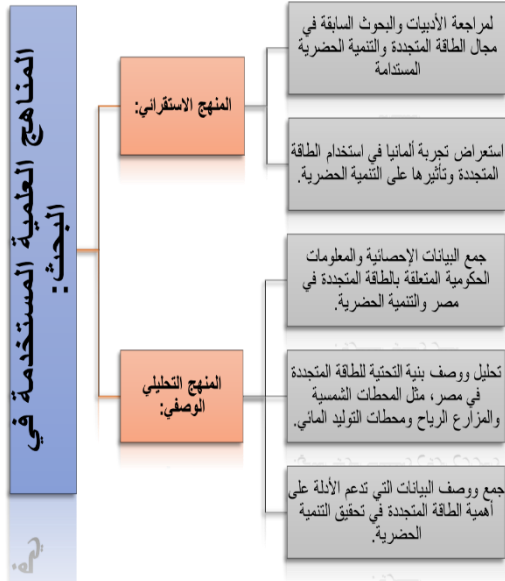 المناهج العلمية المستخدمة في
البحث:
المنهج الاستقرائي:
لمراجعة الأدبيات والبحوث السابقة في
مجال الطاقة المتجددة والتنمية الحضرية
المستدامة
استعراض تجربة ألمانيا في استخدام الطاقة
المتجددة وتأثيرها على التنمية الحضرية.
المنهج التحليلي
الوصفي:
جمع البيانات الإحصائية والمعلومات
الحكومية المتعلقة بالطاقة المتجددة في
مصر والتنمية الحضرية.
تحليل ووصف بنية التحتية للطاقة المتجددة
في مصر، مثل المحطات الشمسية
والمزارع الرياح ومحطات التوليد المائي.
جمع ووصف البيانات التي تدعم الأدلة على
أهمية الطاقة المتجددة في تحقيق التنمية
الحضرية.